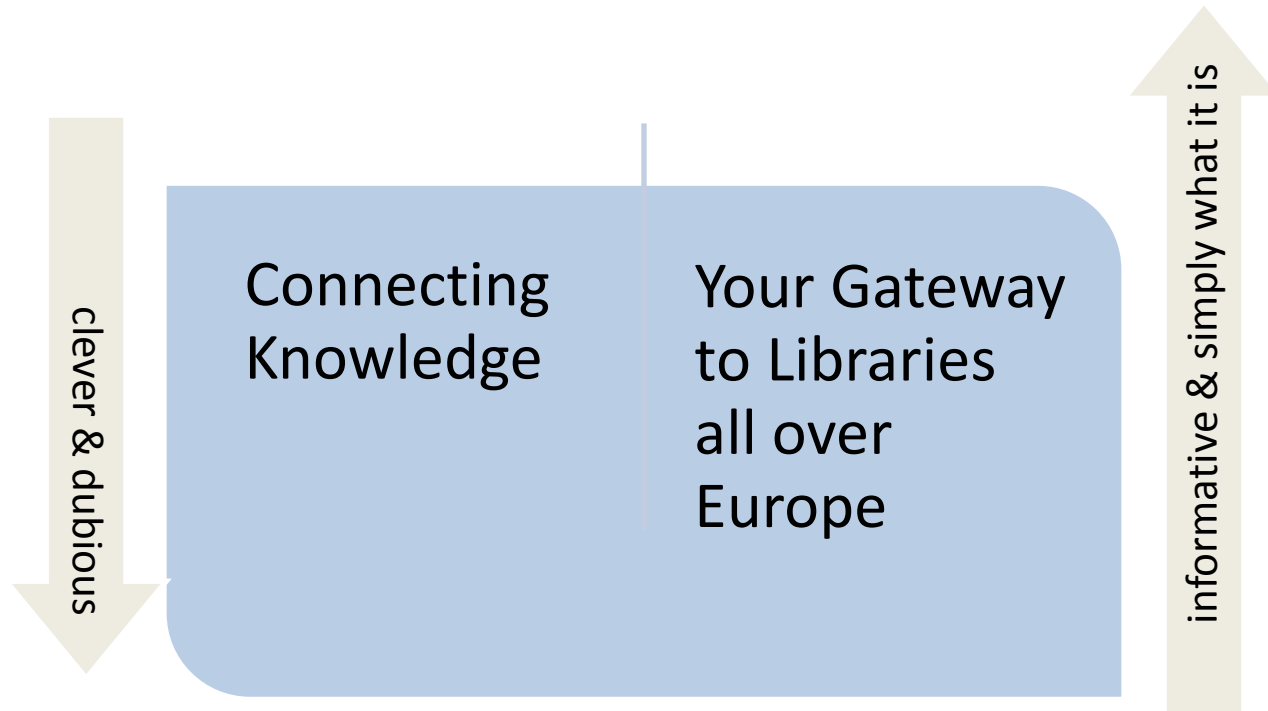 clever & dubious
Connecting
Knowledge
Your Gateway
to Libraries
all over
Europe
informative & simply what it is